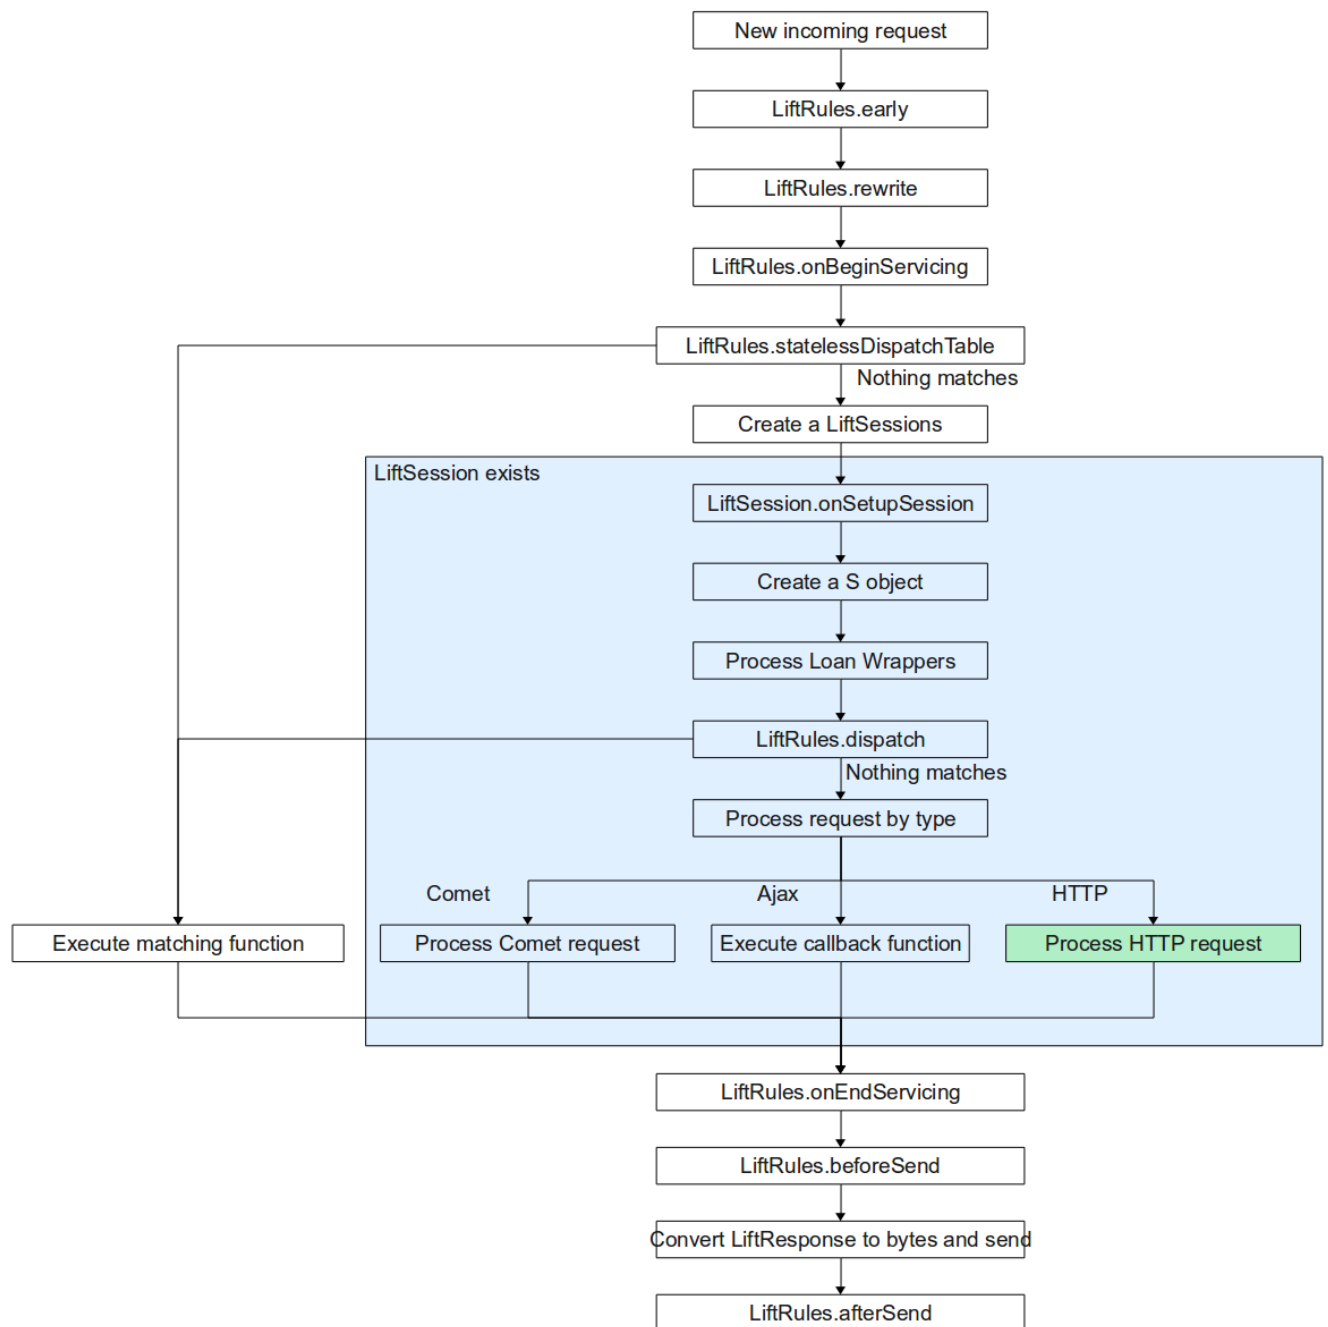 New incoming request
LiftRules.early
LiftRules.rewrite
LiftRules.onBeginServicing
LiftRules.statelessDispatchTable
Nothing matches
Create a LiftSessions
LiftSession exists
LiftSession.onSetupSession
Create a S object
Process Loan Wrappers
LiftRules.dispatch
Nothing matches
Process request by type
Comet
Ajax
HTTP
Execute matching function
Process Comet request
Execute callback function
Process HTTP request
LiftRules.onEndServicing
LiftRules.beforeSend
Convert LiftResponse to bytes and send
LiftRules.afterSend